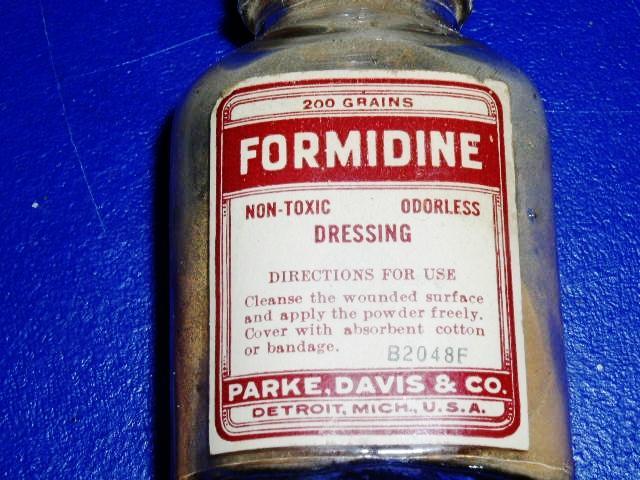 200 GRAINS
FORMIDINE
NON-TOXIC ODORLESS
DRESSING
DIRECTIONS FOR USE
Cleanse the wounded surface
and apply the powder freely.
Cover with absorbent cotton
or bandage. B2048F
PARKE, DAVIS & CO.
DETROIT, MICH., U.S.A.